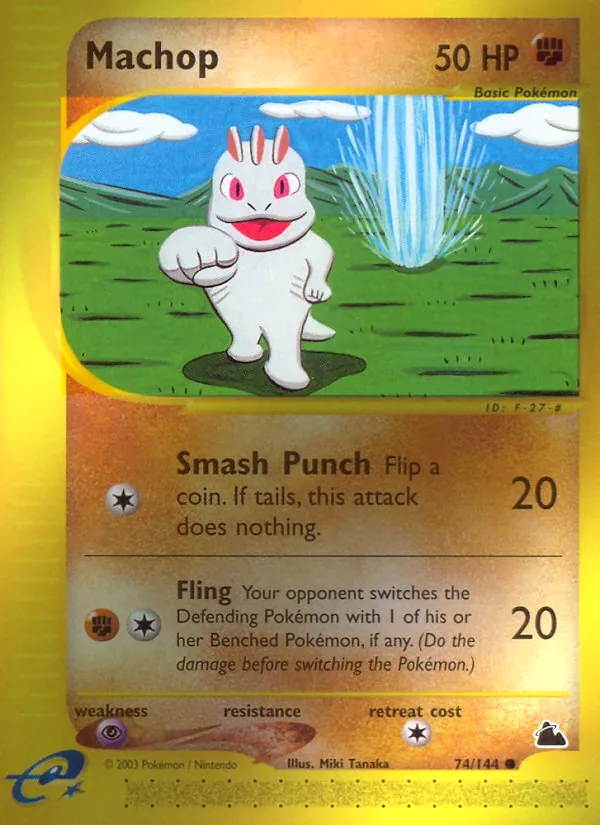 Machop
50 HP
Basic Pokémon
ID: F-27-#
Smash Punch Flip a
coin. If tails, this attack
does nothing.
20
Fling Your opponent switches the
Defending Pokémon with 1 of his or
her Benched Pokémon, if any. (Do the
damage before switching the Pokémon.)
20
weakness resistance retreat cost
© 2003 Pokémon / Nintendo Illus. Miki Tanaka 74/144
e